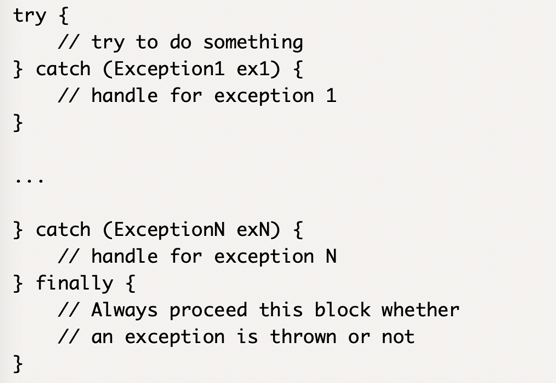 try {
    // try to do something
} catch (Exception1 ex1) {
    // handle for exception 1
}
...
} catch (ExceptionN exN) {
    // handle for exception N
} finally {
    // Always proceed this block whether
    // an exception is thrown or not
}